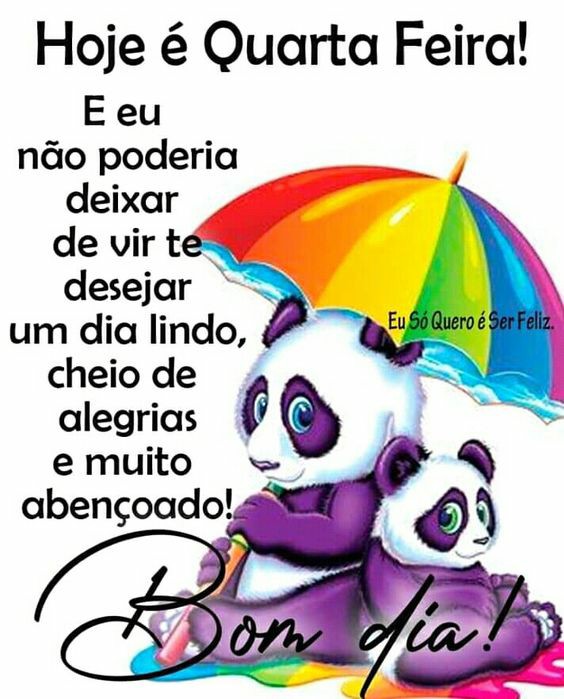 Hoje é Quarta Feira!
E eu
não poderia
deixar
de vir te
desejar
um dia lindo,
cheio de
alegrias
e muito
abençoado!
Eu Só Quero é Ser Feliz.
Bom dia!